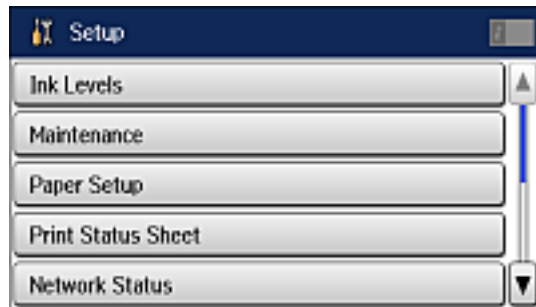 Setup
i
Ink Levels
Maintenance
Paper Setup
Print Status Sheet
Network Status